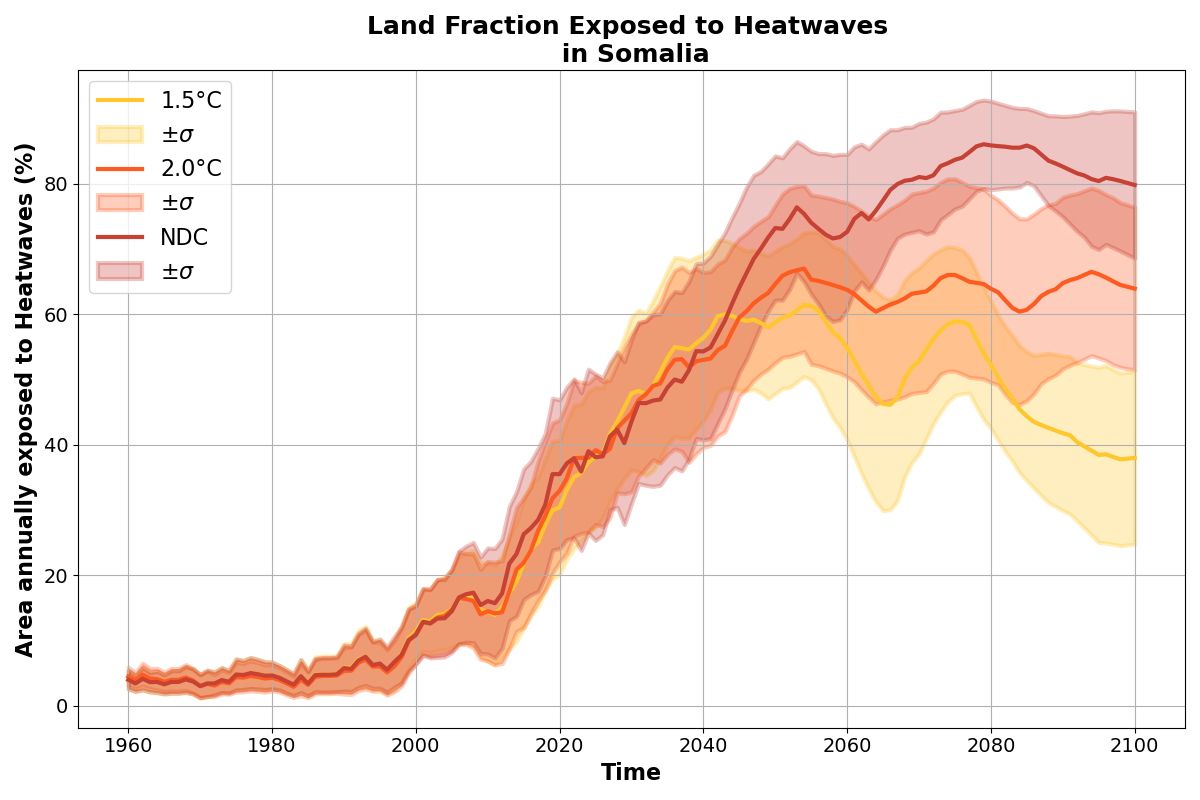 Land Fraction Exposed to Heatwaves
in Somalia
1.5°C
±σ
2.0°C
±σ
NDC
±σ
Area annually exposed to Heatwaves (%)
80
60
40
20
0
1960 1980 2000 2020 2040 2060 2080 2100
Time